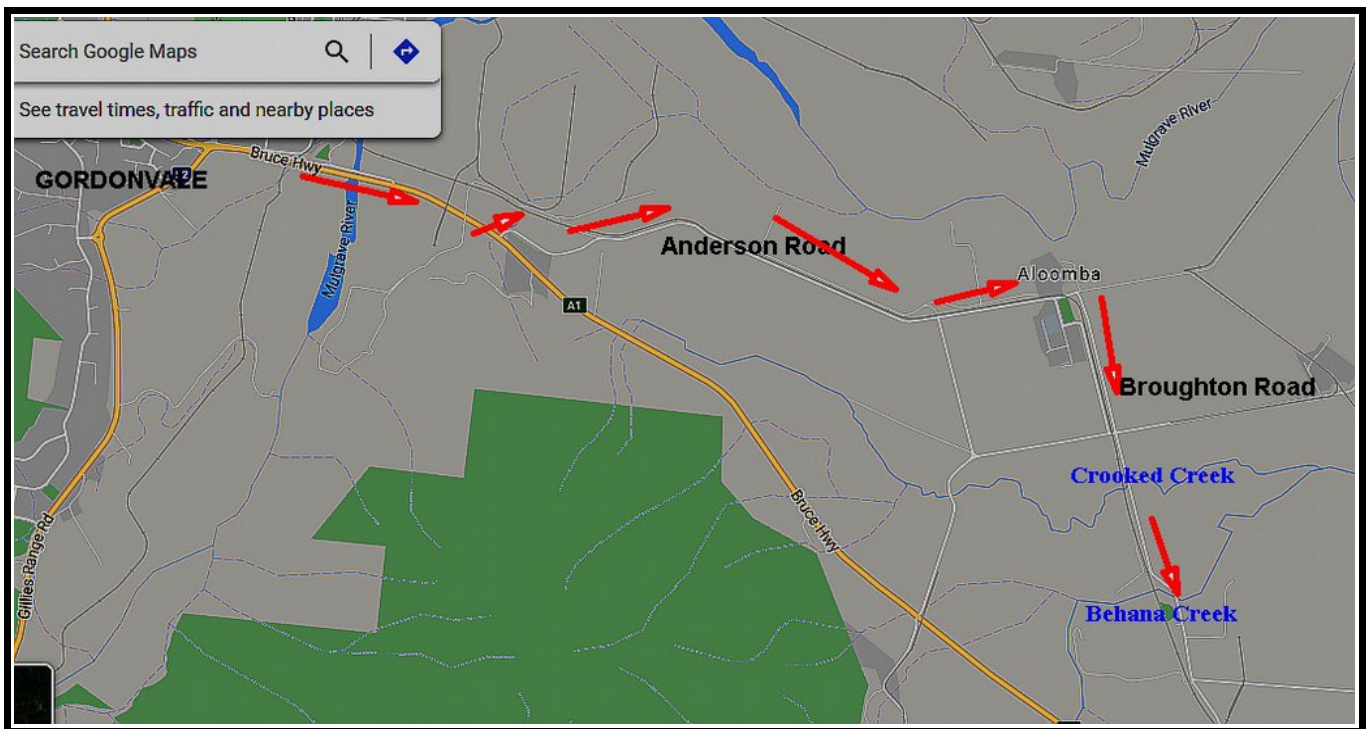 Search Google Maps
See travel times, traffic and nearby places
Bruce Hwy
GORDONVALE
Mulgrave River
Mulgrave River
Anderson Road
Aloomba
A1
Broughton Road
Crooked Creek
Bruce Hwy
Gillies Range Rd
Behana Creek